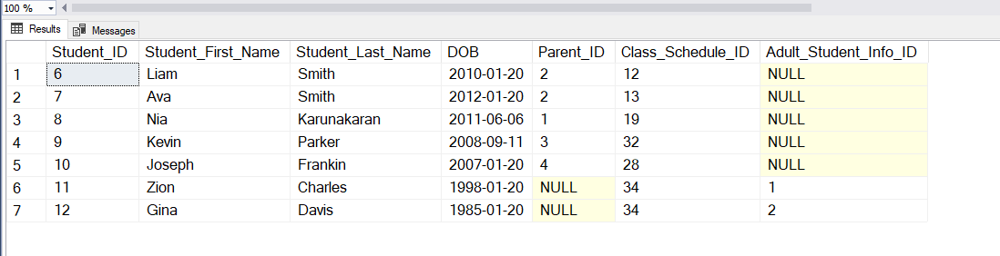 100 %
Results Messages
Student_ID Student_First_Name Student_Last_Name DOB Parent_ID Class_Schedule_ID Adult_Student_Info_ID
1 6 Liam Smith 2010-01-20 2 12 NULL
2 7 Ava Smith 2012-01-20 2 13 NULL
3 8 Nia Karunakaran 2011-06-06 1 19 NULL
4 9 Kevin Parker 2008-09-11 3 32 NULL
5 10 Joseph Frankin 2007-01-20 4 28 NULL
6 11 Zion Charles 1998-01-20 NULL 34 1
7 12 Gina Davis 1985-01-20 NULL 34 2